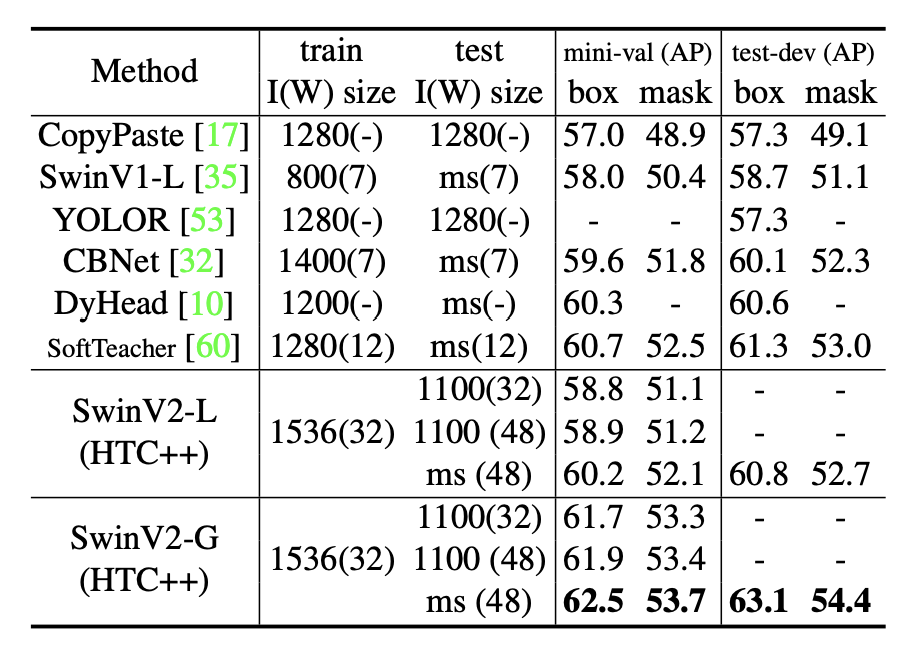 Method train test mini-val (AP) test-dev (AP)
I(W) size I(W) size box mask box mask
CopyPaste [17] 1280(-) 1280(-) 57.0 48.9 57.3 49.1
SwinV1-L [35] 800(7) ms(7) 58.0 50.4 58.7 51.1
YOLOR [53] 1280(-) 1280(-) - - 57.3 -
CBNet [32] 1400(7) ms(7) 59.6 51.8 60.1 52.3
DyHead [10] 1200(-) ms(-) 60.3 - 60.6 -
SoftTeacher [60] 1280(12) ms(12) 60.7 52.5 61.3 53.0
SwinV2-L (HTC++) 1536(32) 1100(32) 58.8 51.1 - -
1100 (48) 58.9 51.2 - -
ms (48) 60.2 52.1 60.8 52.7
SwinV2-G (HTC++) 1536(32) 1100(32) 61.7 53.3 - -
1100 (48) 61.9 53.4 - -
ms (48) 62.5 53.7 63.1 54.4